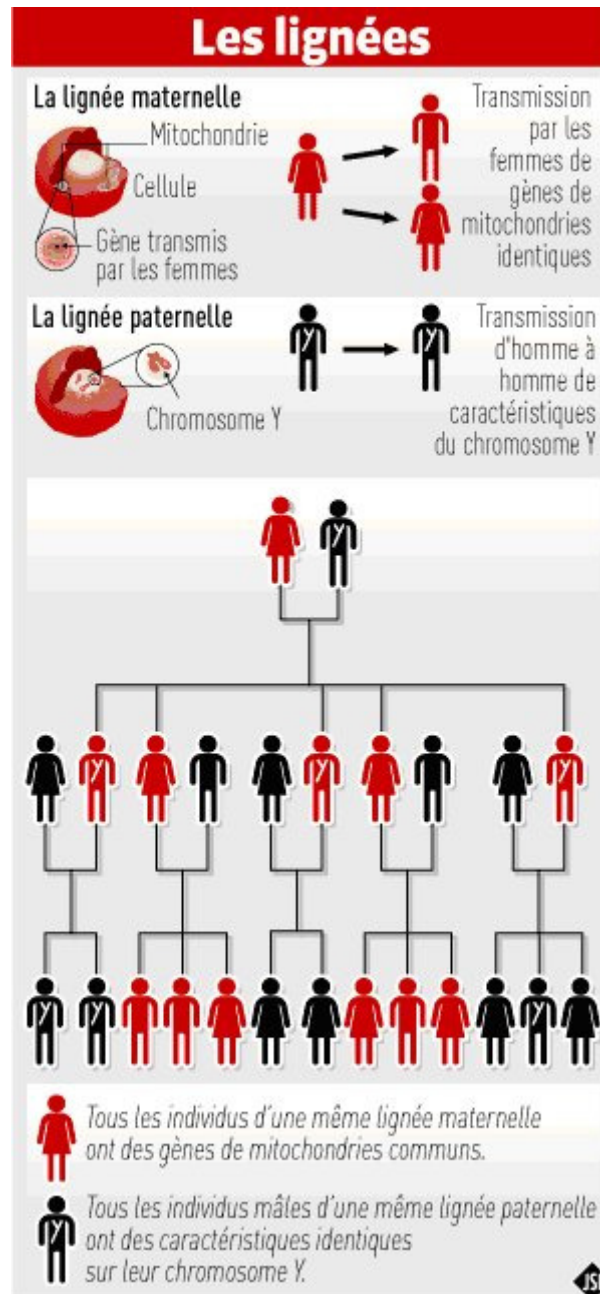 Les lignées
La lignée maternelle
Mitochondrie
Cellule
Gène transmis
par les femmes
Transmission
par les
femmes de
gènes de
mitochondries
identiques
La lignée paternelle
Chromosome Y
Y
Y
Transmission
d'homme à
homme de
caractéristiques
du chromosome Y
Y
Y
Y
Y
Y
Y
Y
Tous les individus d'une même lignée maternelle
ont des gènes de mitochondries communs.
Y
Tous les individus mâles d'une même lignée paternelle
ont des caractéristiques identiques
sur leur chromosome Y.